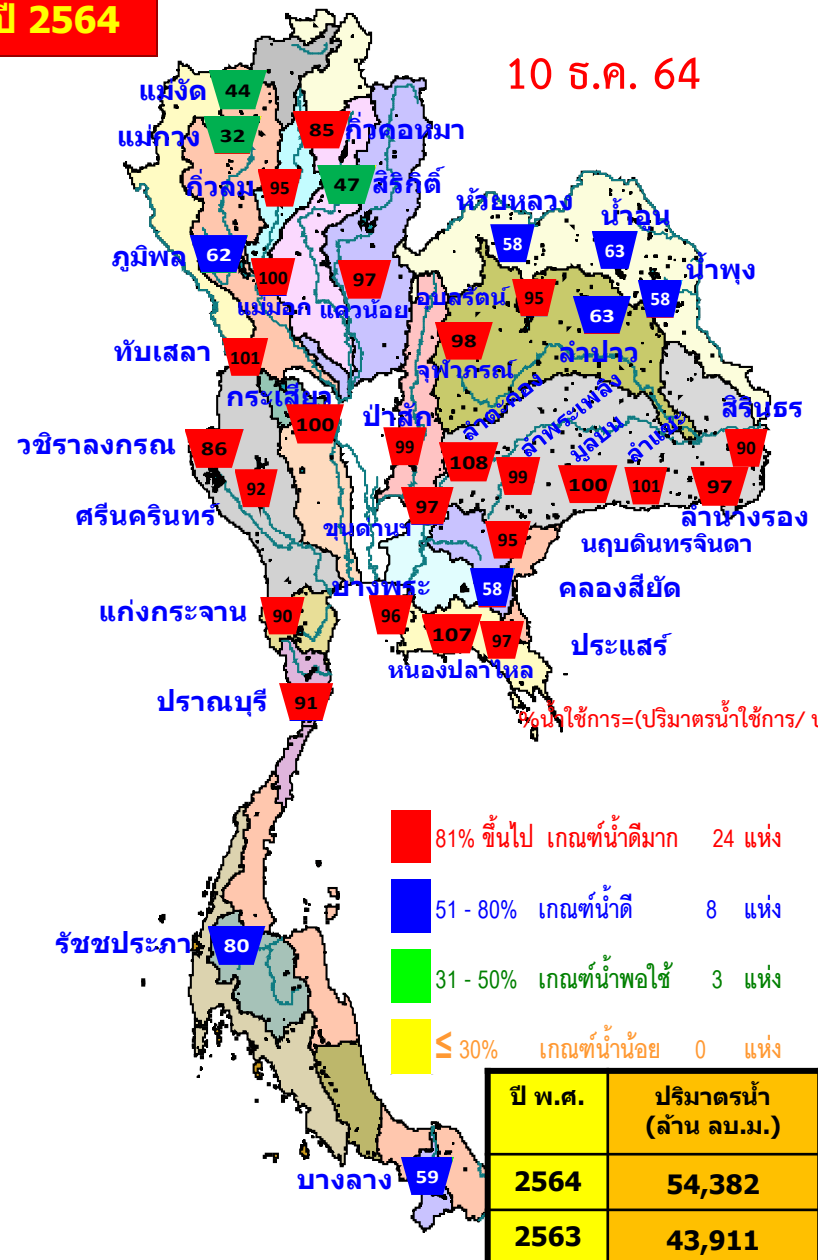 ปี 2564
10 ธ.ค. 64
แม่งัด 44
แม่กวง 32
85 กิ่วคอหมา
กิ่วลม 95
47 สิริกิติ์
ห้วยหลวง
58
น้ำอูน
63
ภูมิพล 62
น้ำพุง
58
100
แม่มอก
97
แควน้อย
อุบลรัตน์ 95
63
ลำปาว
98
จุฬาภรณ์
ทับเสลา 101
กระเสียว
100
ป่าสัก
99
ลำตะคอง
108
ลำพระเพลิง
99
มูลบน
100
ลำแชะ
101
สิรินธร
90
97
ลำนางรอง
วชิราลงกรณ 86
92
ศรีนครินทร์
97
ขุนด่านฯ
95
นฤบดินทรจินดา
บางพระ
96
58 คลองสียัด
แก่งกระจาน 90
107
หนองปลาไหล
97 ประแสร์
ปราณบุรี 91
%น้ำใช้การ=(ปริมาตรน้ำใช้การ/
81% ขึ้นไป เกณฑ์น้ำดีมาก 24 แห่ง
51 - 80% เกณฑ์น้ำดี 8 แห่ง
31 - 50% เกณฑ์น้ำพอใช้ 3 แห่ง
≤ 30% เกณฑ์น้ำน้อย 0 แห่ง
รัชชประภา 80
บางลาง 59
ปี พ.ศ. ปริมาตรน้ำ
(ล้าน ลบ.ม.)
2564 54,382
2563 43,911